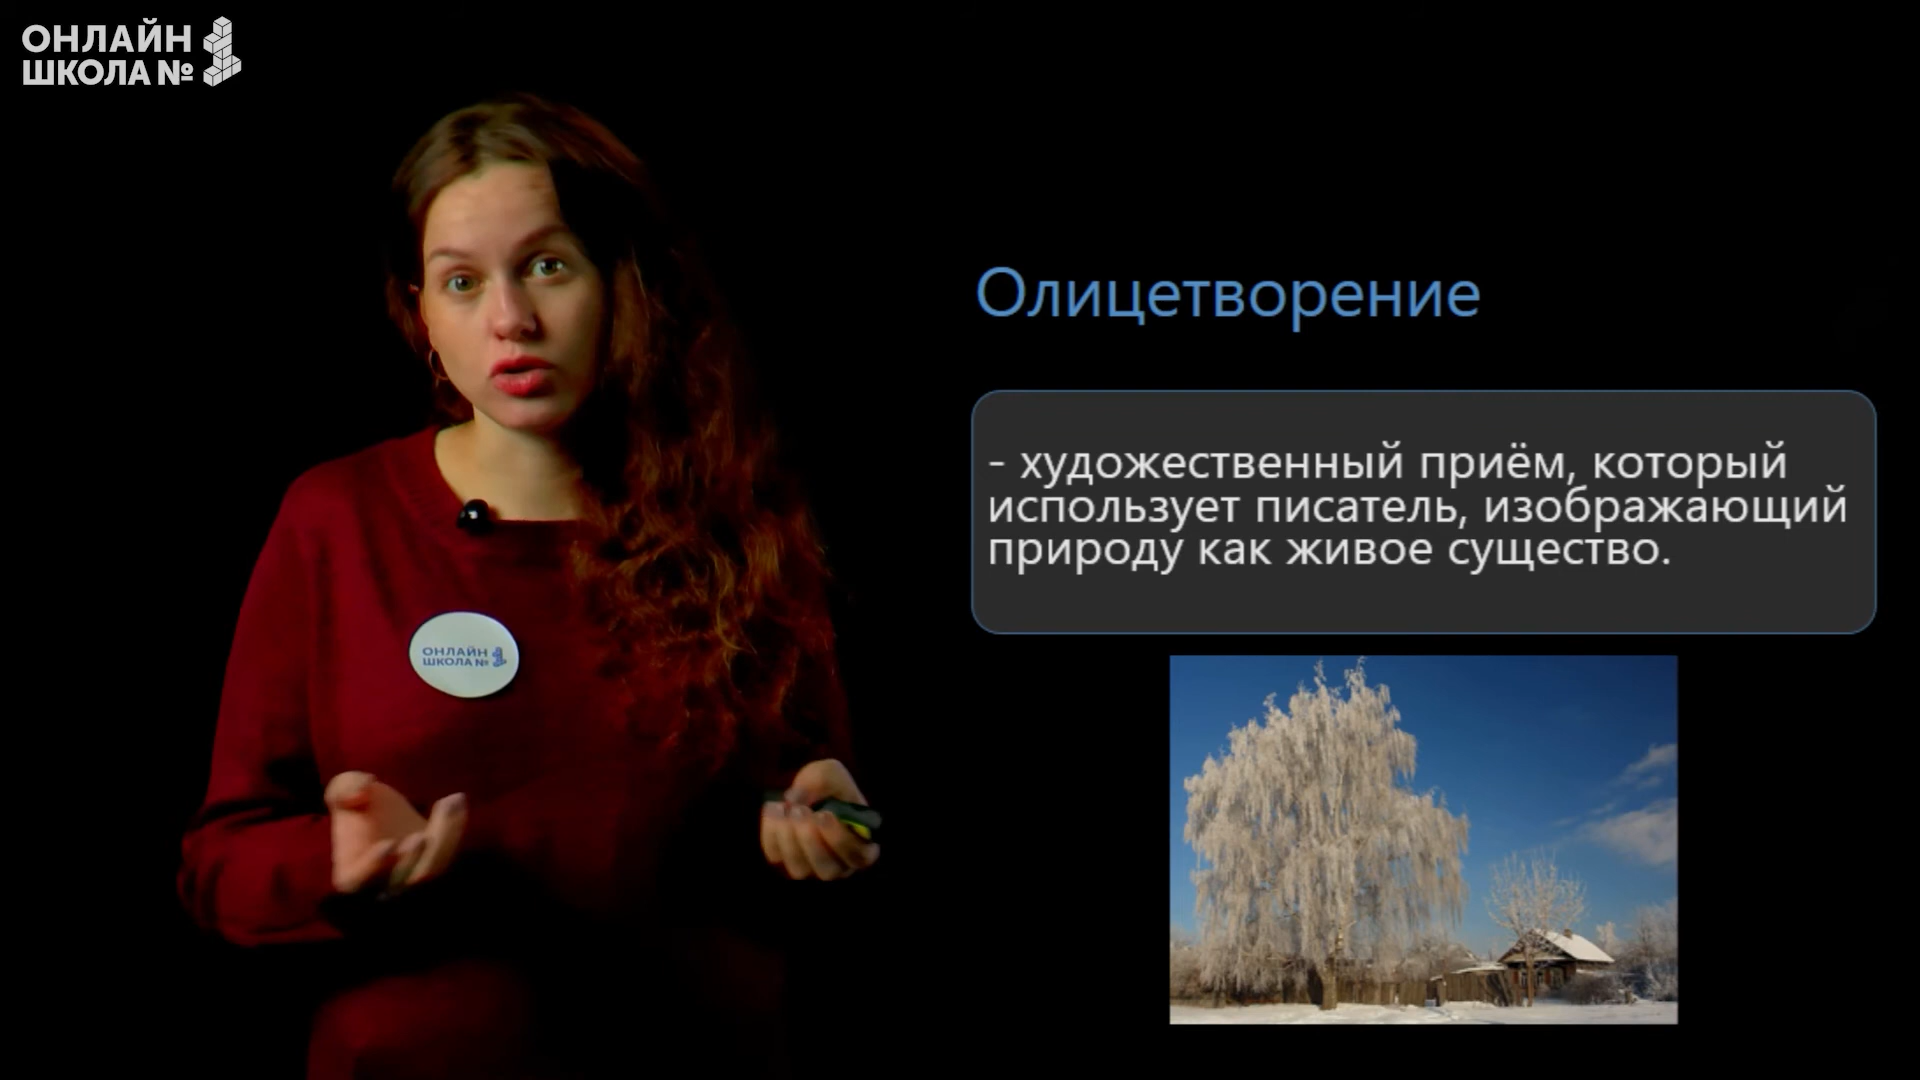 ОНЛАЙН
ШКОЛА №
Олицетворение
- художественный приём, который
использует писатель, изображающий
природу как живое существо.
ОНЛАЙН
ШКОЛА №